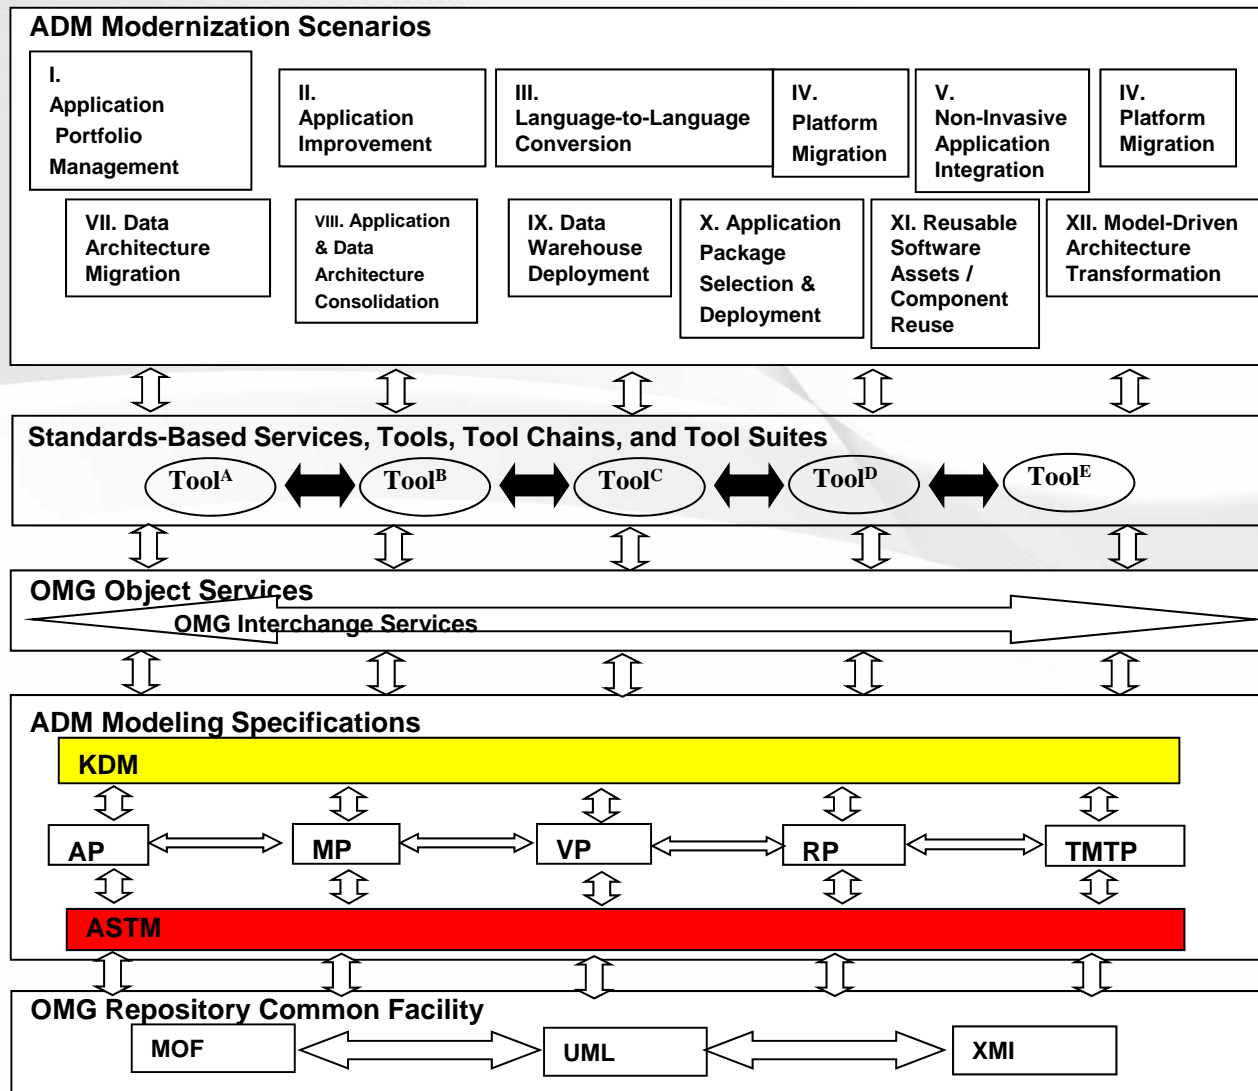 ADM Modernization Scenarios
I.
Application
Portfolio
Management
II.
Application
Improvement
III.
Language-to-Language
Conversion
IV.
Platform
Migration
V.
Non-Invasive
Application
Integration
IV.
Platform
Migration
VII. Data
Architecture
Migration
VIII. Application
& Data
Architecture
Consolidation
IX. Data
Warehouse
Deployment
X. Application
Package
Selection &
Deployment
XI. Reusable
Software
Assets /
Component
Reuse
XII. Model-Driven
Architecture
Transformation
Standards-Based Services, Tools, Tool Chains, and Tool Suites
ToolA
ToolB
ToolC
ToolD
ToolE
OMG Object Services
OMG Interchange Services
ADM Modeling Specifications
KDM
AP
MP
VP
RP
TMTP
ASTM
OMG Repository Common Facility
MOF
UML
XMI